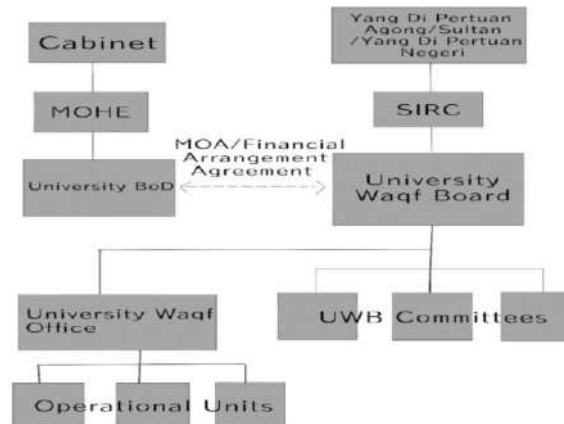 Cabinet
Yang Di Pertuan
Agong/Sultan
/Yang Di Pertuan
Negeri
MOHE
SIRC
MOA/Financial
Arrangement
Agreement
University BoD
University
Waqf Board
University Waqf
Office
UWB Committees
Operational Units